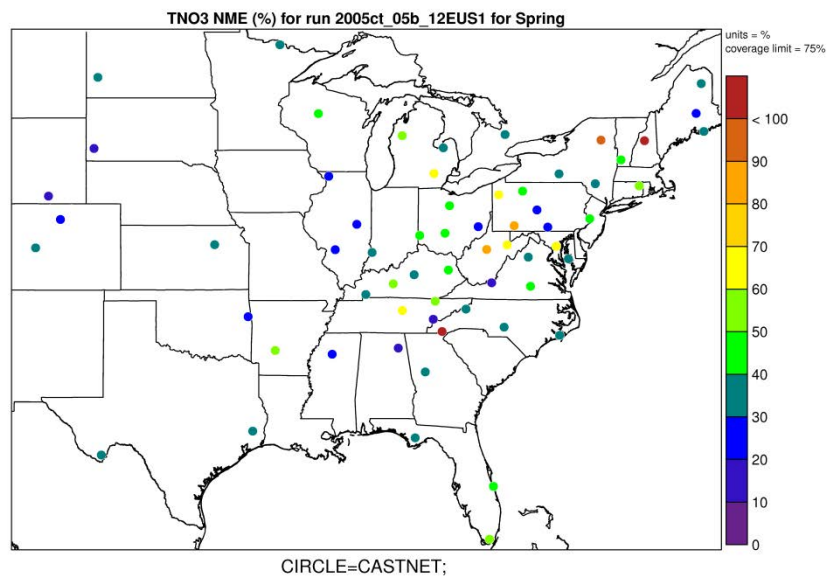 TNO3 NME (%) for run 2005ct_05b_12EUS1 for Spring
units = %
coverage limit = 75%
< 100
90
80
70
60
50
40
30
20
10
0
CIRCLE=CASTNET;